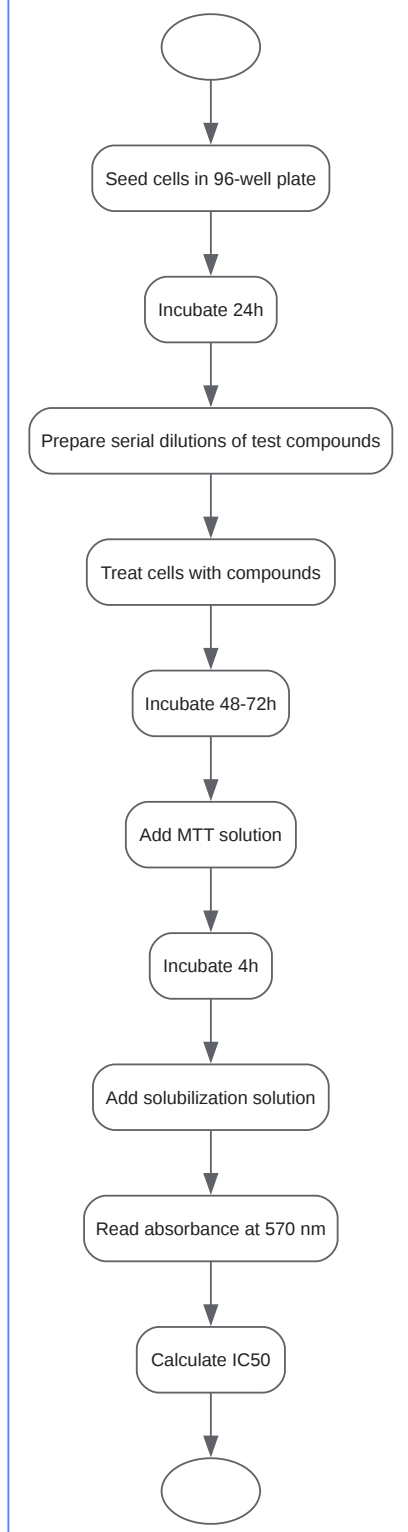 Seed cells in 96-well plate
Incubate 24h
Prepare serial dilutions of test compounds
Treat cells with compounds
Incubate 48-72h
Add MTT solution
Incubate 4h
Add solubilization solution
Read absorbance at 570 nm
Calculate IC50